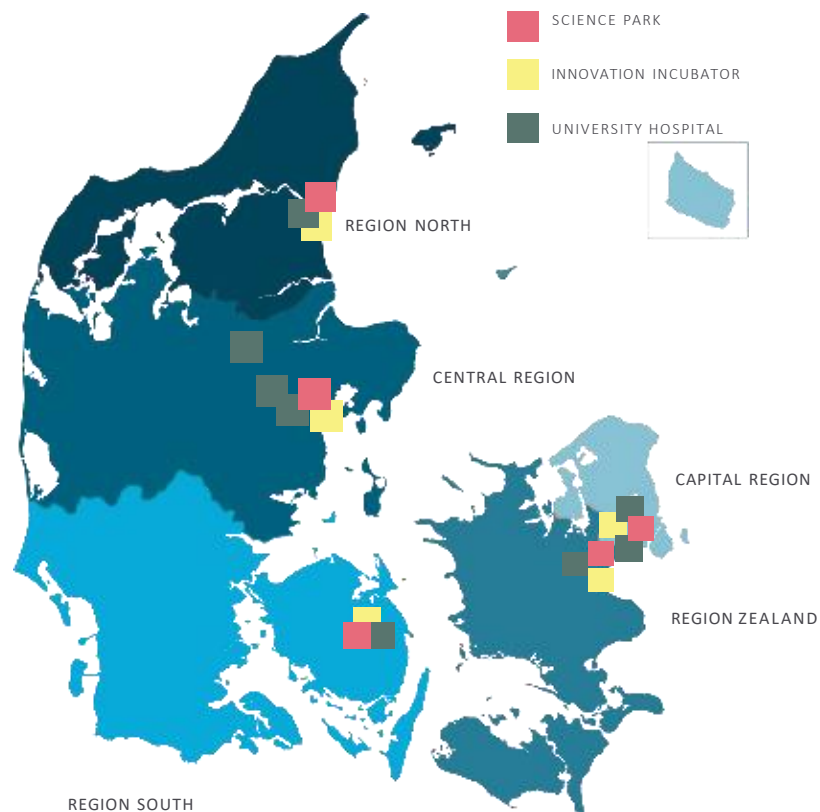 SCIENCE PARK
INNOVATION INCUBATOR
UNIVERSITY HOSPITAL
REGION NORTH
CENTRAL REGION
CAPITAL REGION
REGION ZEALAND
REGION SOUTH